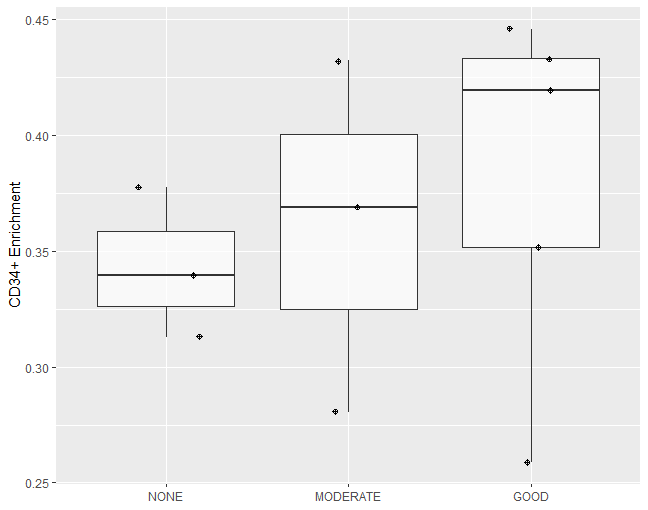 CD34+ Enrichment
0.45
0.40
0.35
0.30
0.25
NONE MODERATE GOOD